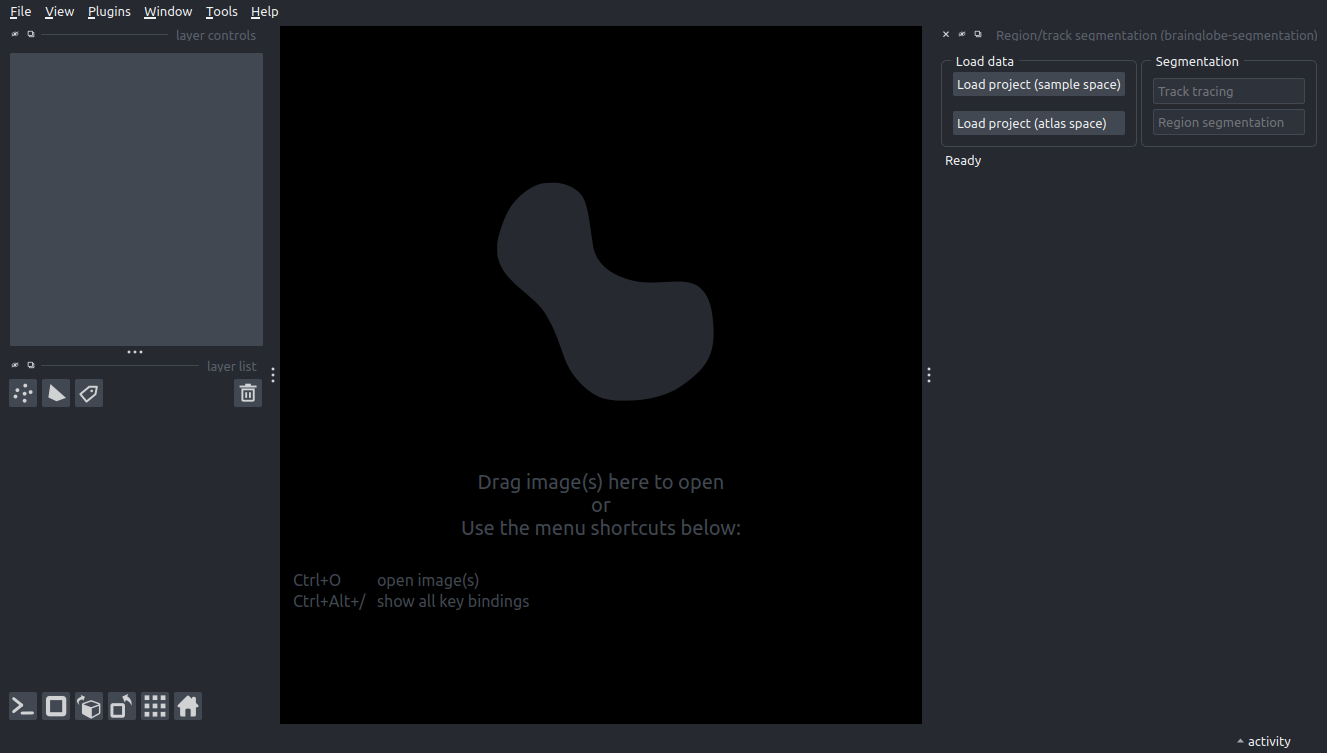 File View Plugins Window Tools Help
layer controls
layer list
Drag image(s) here to open
or
Use the menu shortcuts below:
Ctrl+O open image(s)
Ctrl+Alt+/ show all key bindings
Region/track segmentation (brainglobe-segmentation)
Load data
Load project (sample space)
Load project (atlas space)
Segmentation
Track tracing
Region segmentation
Ready
activity